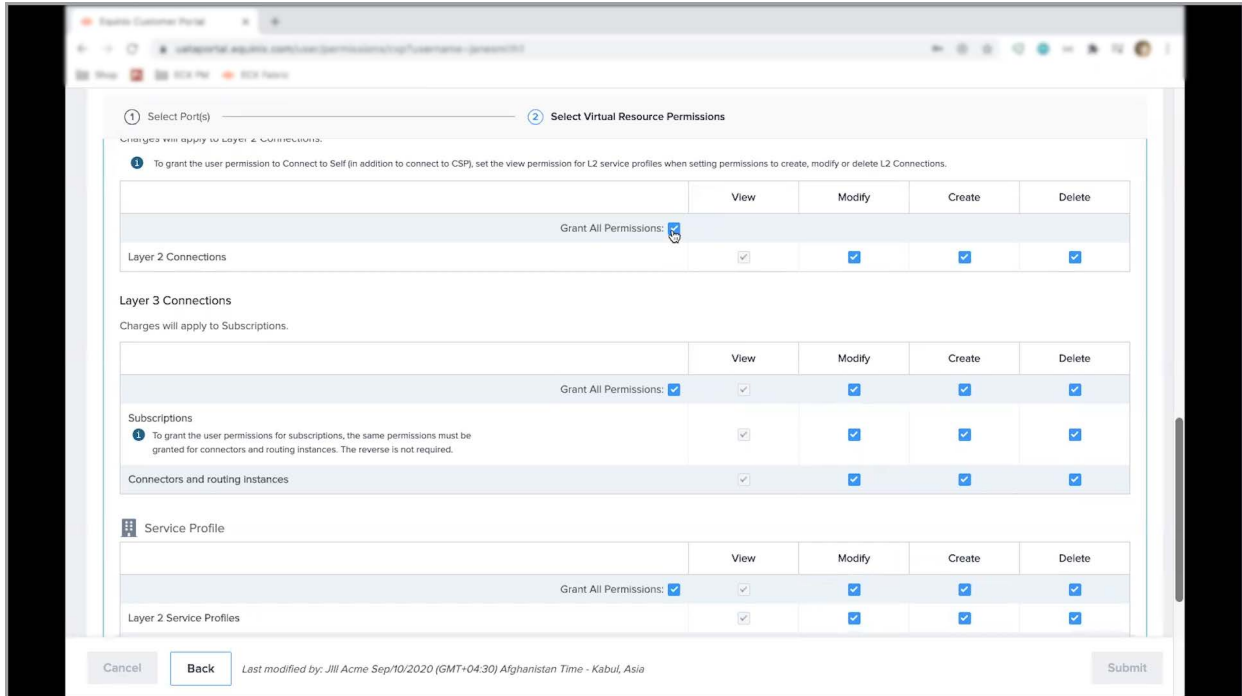 Equinix Customer Portal
ECX Fabric
1 Select Port(s)
2 Select Virtual Resource Permissions
Charges will apply to Layer 2 Connections.
To grant the user permission to Connect to Self (in addition to connect to CSP), set the view permission for L2 service profiles when setting permissions to create, modify or delete L2 Connections.
View Modify Create Delete
Grant All Permissions:
Layer 2 Connections
Layer 3 Connections
Charges will apply to Subscriptions.
View Modify Create Delete
Grant All Permissions:
Subscriptions
To grant the user permissions for subscriptions, the same permissions must be
granted for connectors and routing instances. The reverse is not required.
Connectors and routing instances
Service Profile
View Modify Create Delete
Grant All Permissions:
Layer 2 Service Profiles
Cancel Back Last modified by: JIll Acme Sep/10/2020 (GMT+04:30) Afghanistan Time - Kabul, Asia Submit